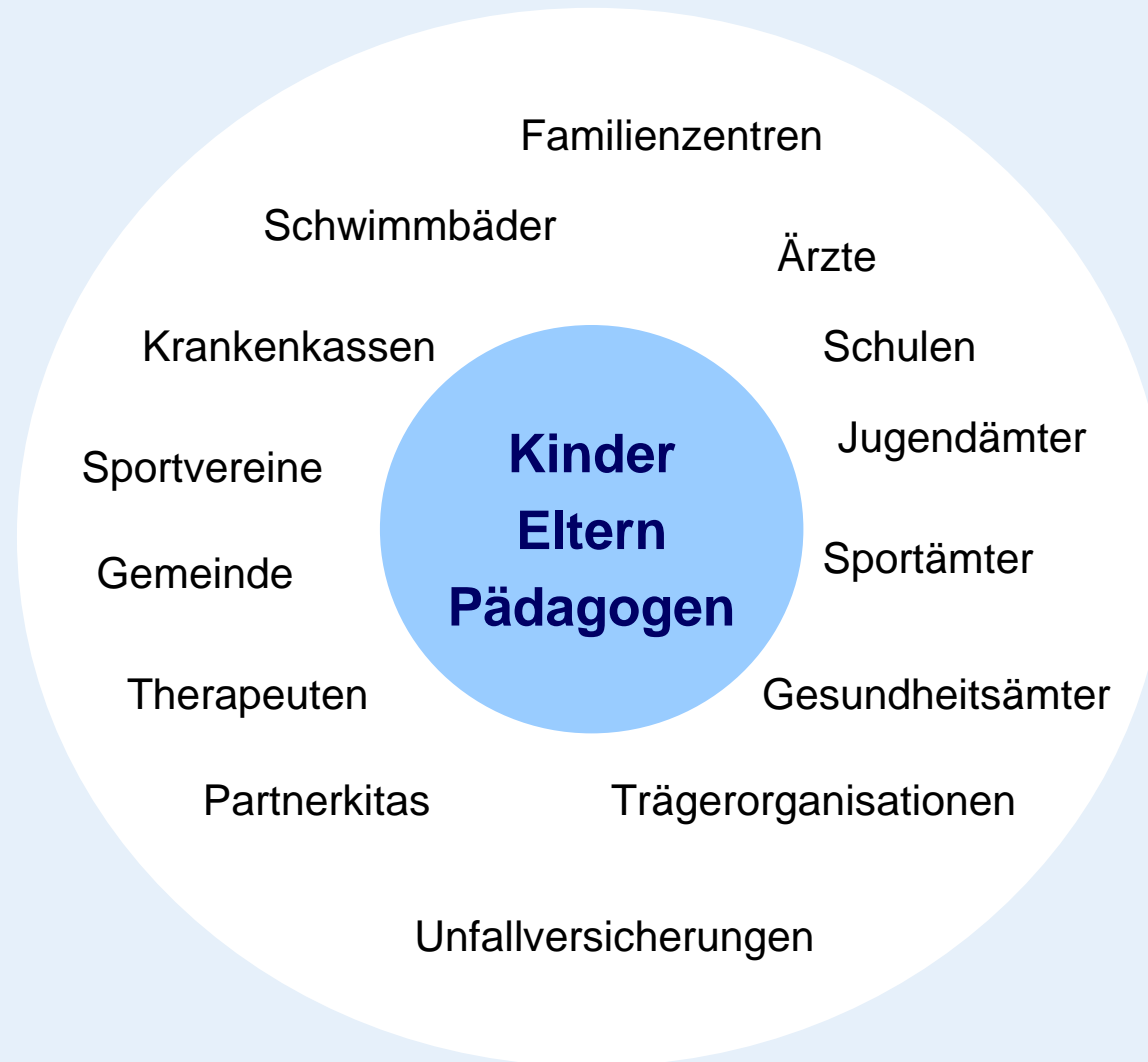 Familienzentren
Schwimmbäder
Ärzte
Krankenkassen
Schulen
Jugendämter
Kinder
Eltern
Pädagogen
Sportvereine
Sportämter
Gemeinde
Therapeuten
Gesundheitsämter
Partnerkitas
Trägerorganisationen
Unfallversicherungen